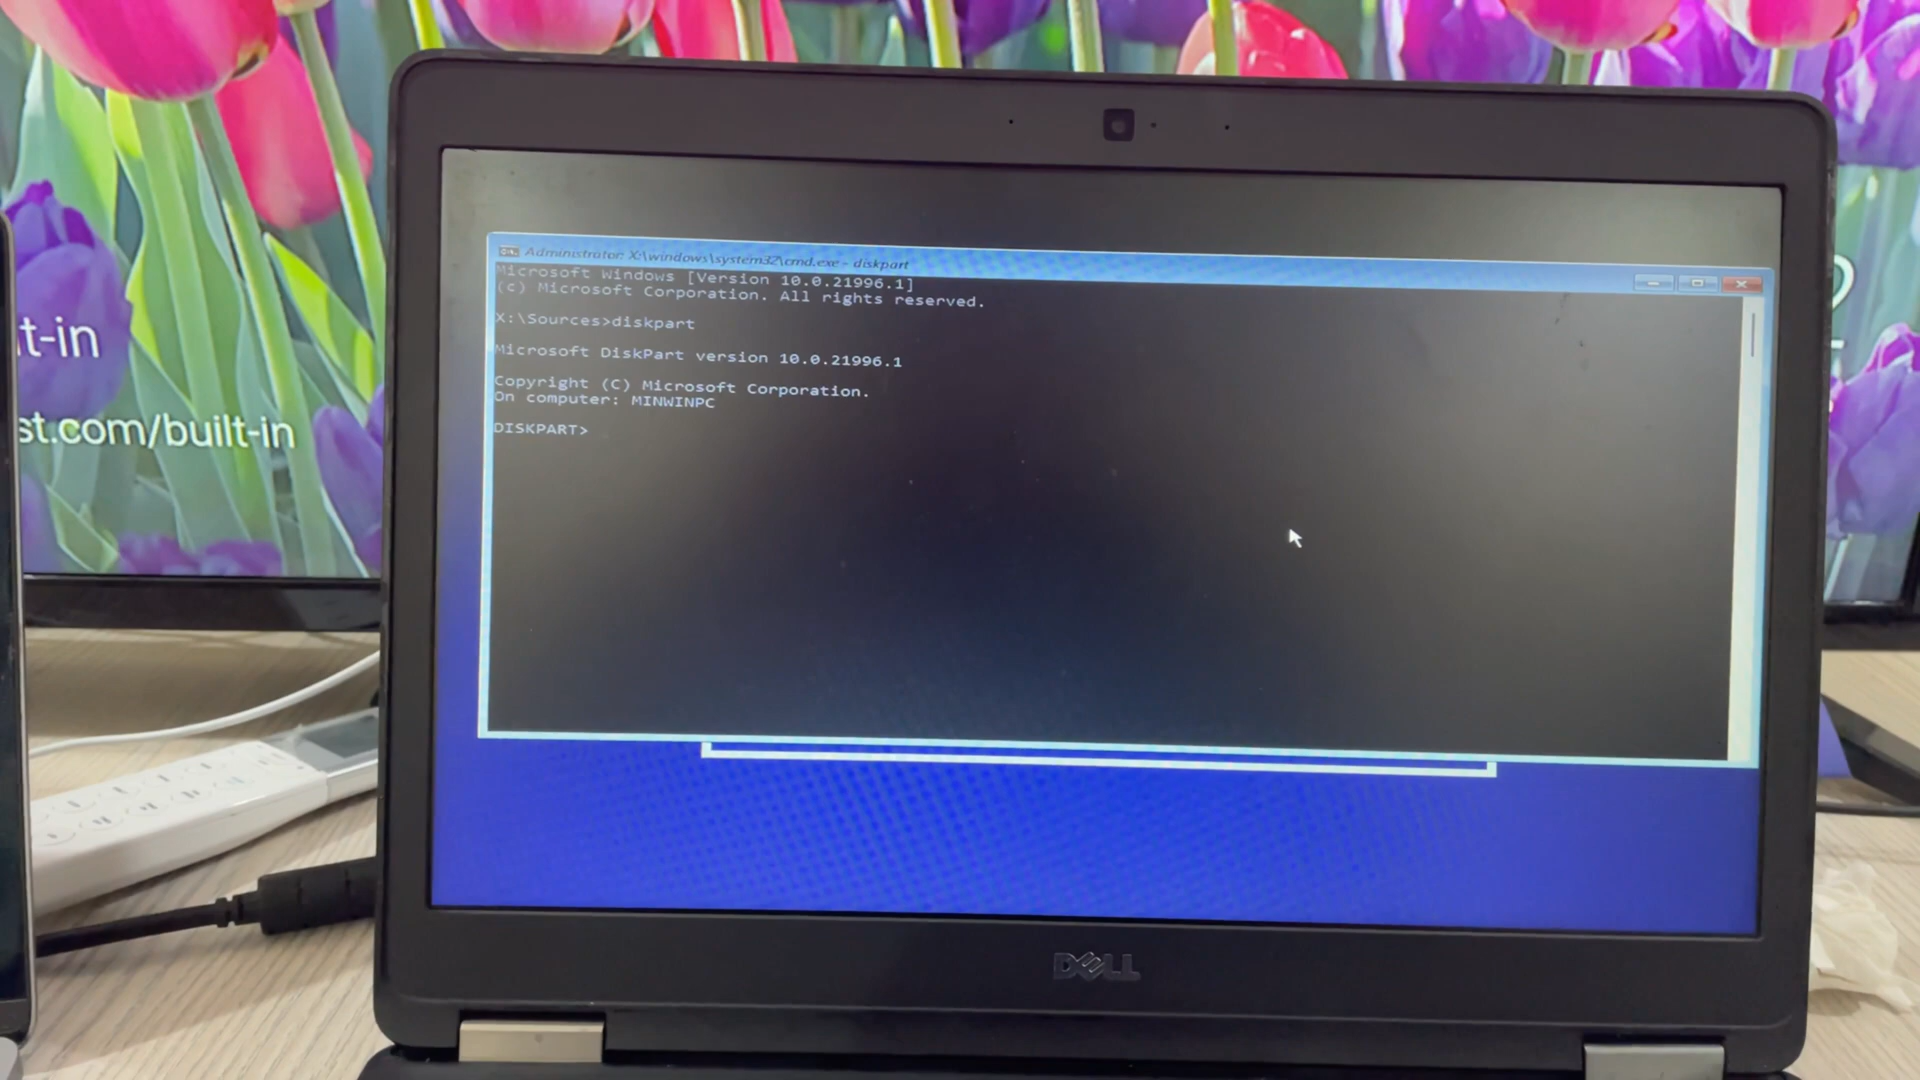 Administrator: X:\windows\system32\cmd.exe - diskpart
Microsoft Windows [Version 10.0.21996.1]
(c) Microsoft Corporation. All rights reserved.
X:\Sources>diskpart
Microsoft DiskPart version 10.0.21996.1
Copyright (C) Microsoft Corporation.
On computer: MINWINPC
DISKPART>
t-in
st.com/built-in
DELL